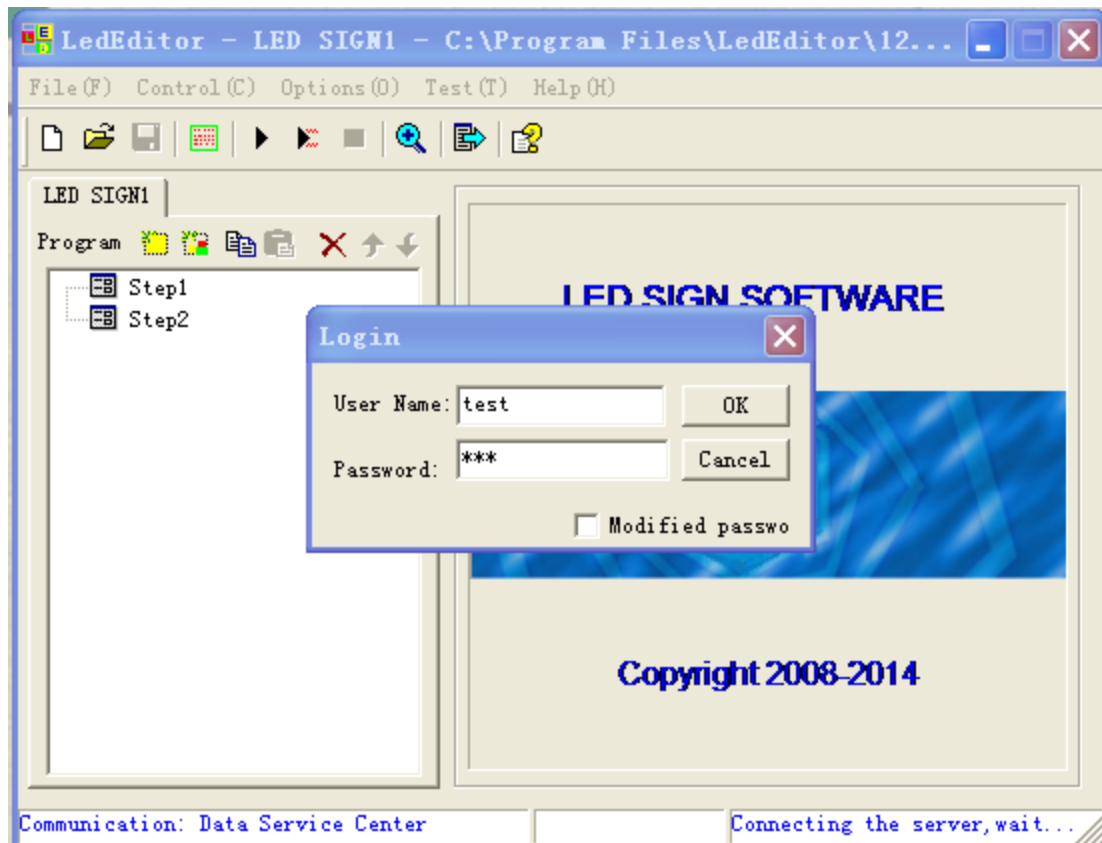 LedEditor - LED SIGN1 - C:\Program Files\LedEditor\12...
File(F) Control(C) Options(O) Test(T) Help(H)
LED SIGN1
Program
Step1
Step2
LED SIGN SOFTWARE
Login
User Name: test
OK
Password: ***
Cancel
Modified passwo
Copyright 2008-2014
Communication: Data Service Center
Connecting the server,wait...